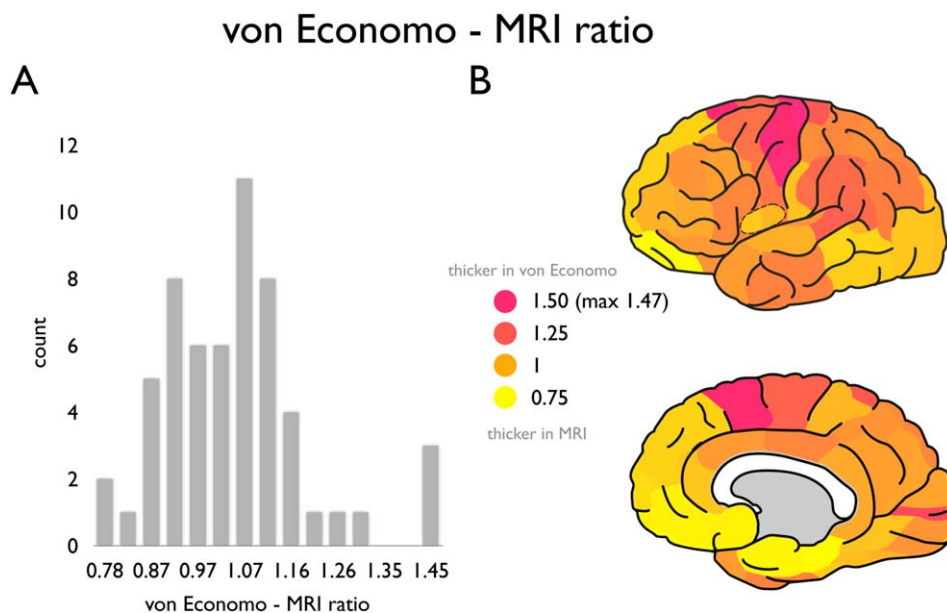 von Economo - MRI ratio
A
12
10
8
6
4
2
0
count
0.78 0.87 0.97 1.07 1.16 1.26 1.35 1.45
von Economo - MRI ratio
B
thicker in von Economo
1.50 (max 1.47)
1.25
1
0.75
thicker in MRI